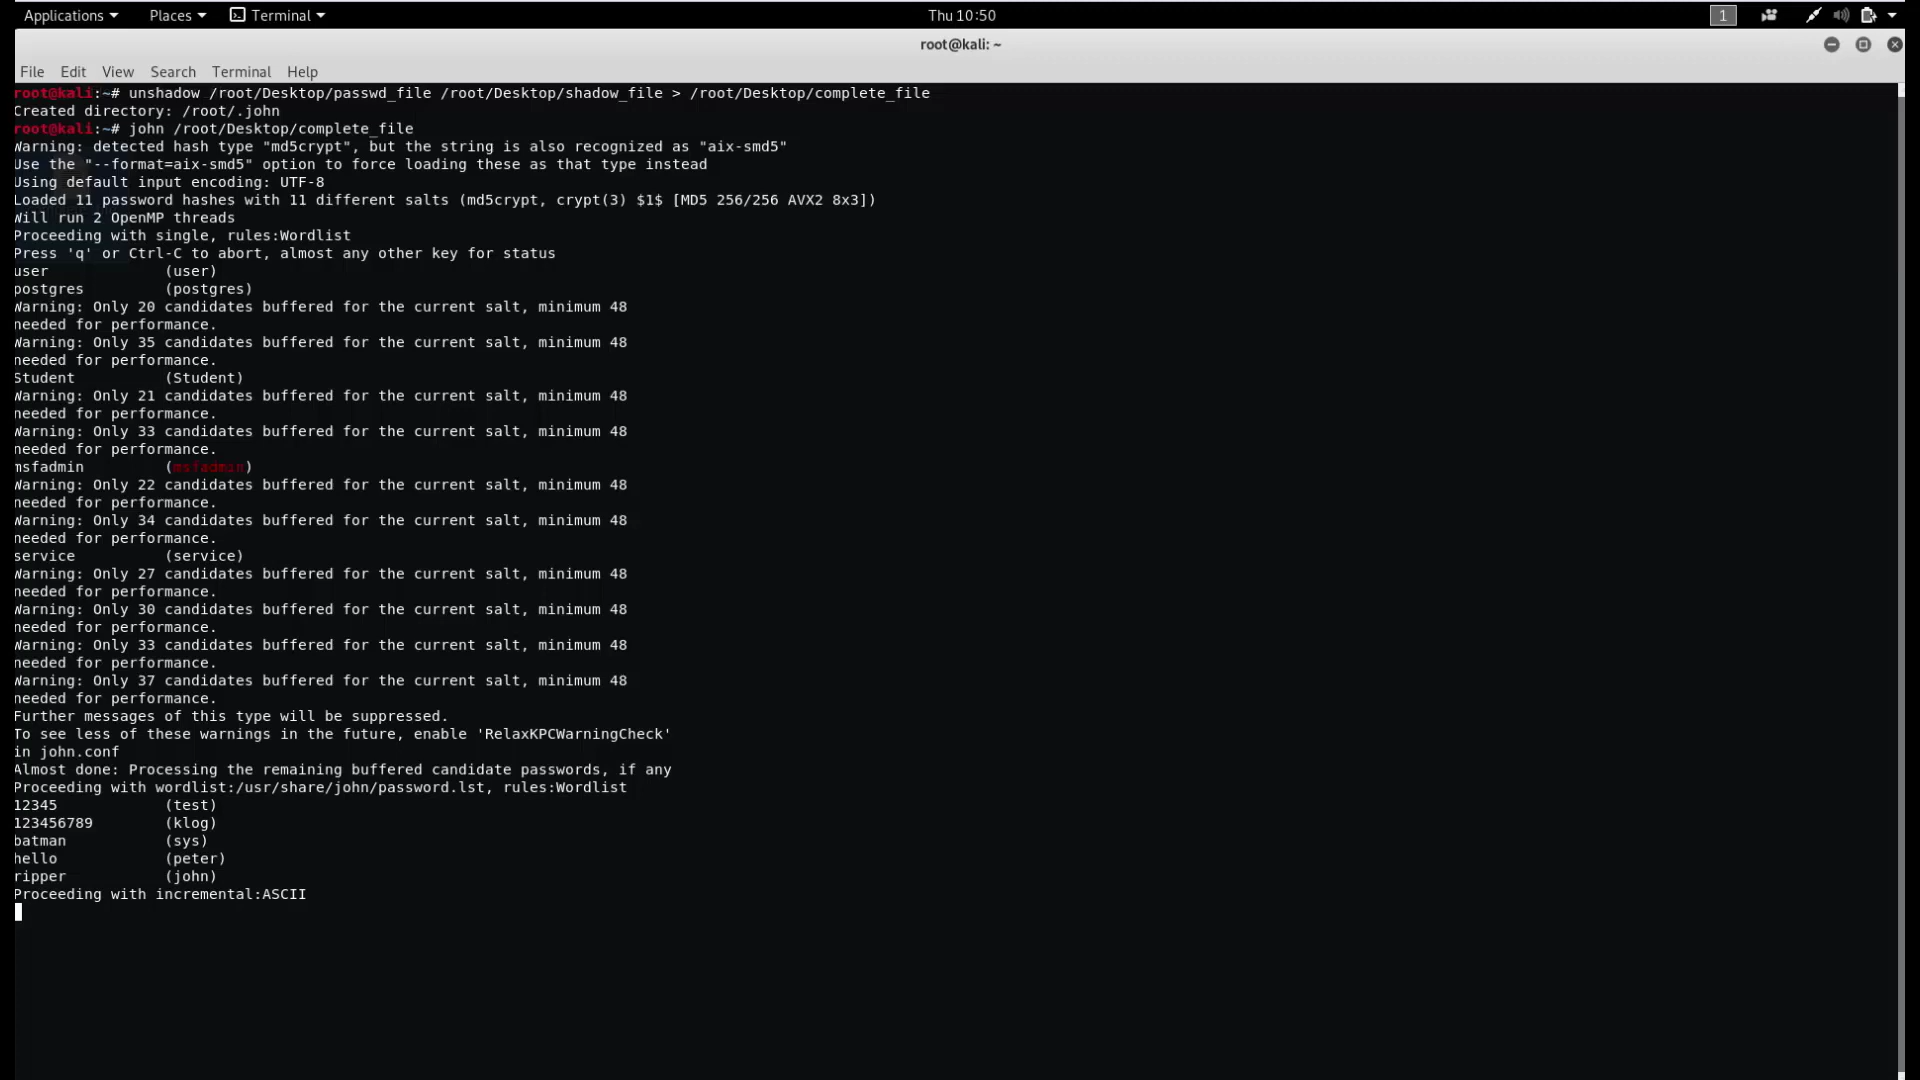 Applications Places Terminal Thu 10:50 1
root@kali: ~
File Edit View Search Terminal Help
root@kali:~# unshadow /root/Desktop/passwd_file /root/Desktop/shadow_file > /root/Desktop/complete_file
Created directory: /root/.john
root@kali:~# john /root/Desktop/complete_file
Warning: detected hash type "md5crypt", but the string is also recognized as "aix-smd5"
Use the "--format=aix-smd5" option to force loading these as that type instead
Using default input encoding: UTF-8
Loaded 11 password hashes with 11 different salts (md5crypt, crypt(3) $1$ [MD5 256/256 AVX2 8x3])
Will run 2 OpenMP threads
Proceeding with single, rules:Wordlist
Press 'q' or Ctrl-C to abort, almost any other key for status
user (user)
postgres (postgres)
Warning: Only 20 candidates buffered for the current salt, minimum 48
needed for performance.
Warning: Only 35 candidates buffered for the current salt, minimum 48
needed for performance.
Student (Student)
Warning: Only 21 candidates buffered for the current salt, minimum 48
needed for performance.
Warning: Only 33 candidates buffered for the current salt, minimum 48
needed for performance.
msfadmin (msfadmin)
Warning: Only 22 candidates buffered for the current salt, minimum 48
needed for performance.
Warning: Only 34 candidates buffered for the current salt, minimum 48
needed for performance.
service (service)
Warning: Only 27 candidates buffered for the current salt, minimum 48
needed for performance.
Warning: Only 30 candidates buffered for the current salt, minimum 48
needed for performance.
Warning: Only 33 candidates buffered for the current salt, minimum 48
needed for performance.
Warning: Only 37 candidates buffered for the current salt, minimum 48
needed for performance.
Further messages of this type will be suppressed.
To see less of these warnings in the future, enable 'RelaxKPCWarningCheck'
in john.conf
Almost done: Processing the remaining buffered candidate passwords, if any
Proceeding with wordlist:/usr/share/john/password.lst, rules:Wordlist
12345 (test)
123456789 (klog)
batman (sys)
hello (peter)
ripper (john)
Proceeding with incremental:ASCII